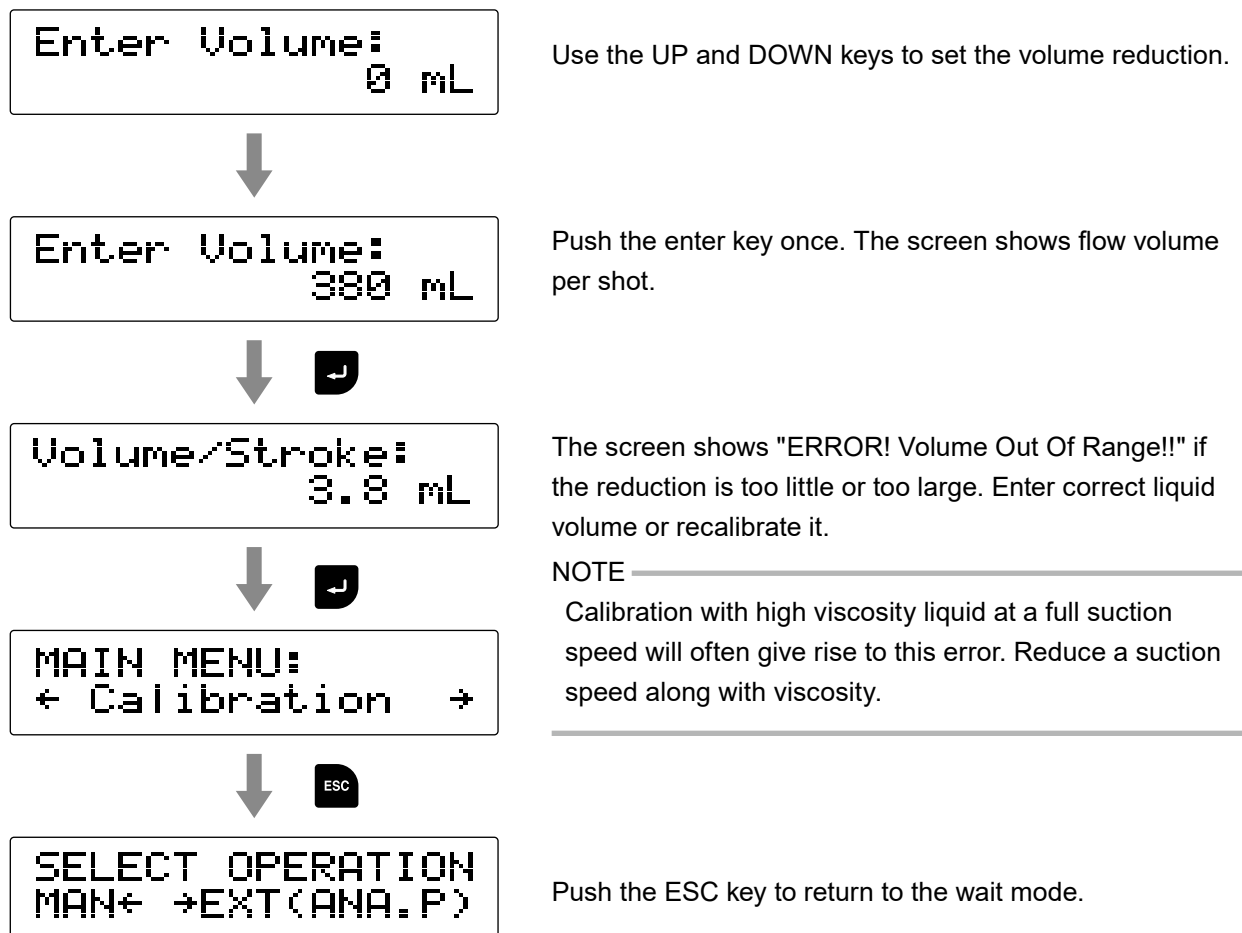 Enter Volume:
0 mL
Use the UP and DOWN keys to set the volume reduction.
Enter Volume:
380 mL
Push the enter key once. The screen shows flow volume
per shot.
Volume/Stroke:
3.8 mL
The screen shows "ERROR! Volume Out Of Range!!" if
the reduction is too little or too large. Enter correct liquid
volume or recalibrate it.
NOTE
Calibration with high viscosity liquid at a full suction
speed will often give rise to this error. Reduce a suction
speed along with viscosity.
MAIN MENU:
← Calibration →
ESC
SELECT OPERATION
MAN← →EXT(ANA.P)
Push the ESC key to return to the wait mode.